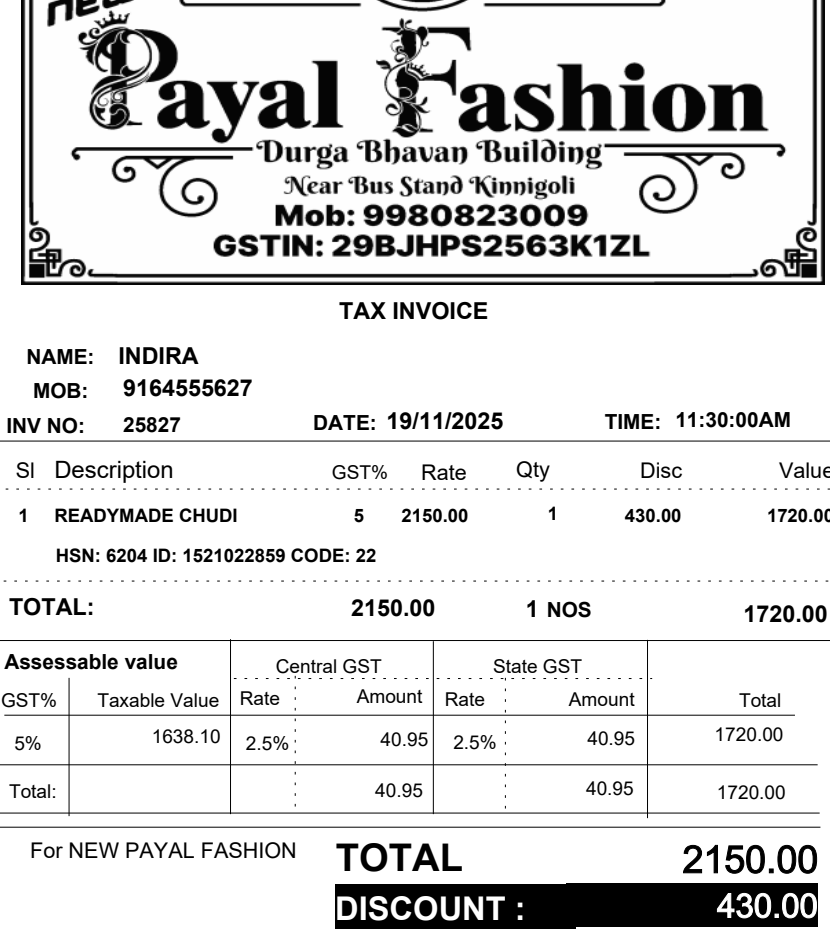 new
Payal Fashion
Durga Bhavan Building
Near Bus Stand Kinnigoli
Mob: 9980823009
GSTIN: 29BJHPS2563K1ZL
TAX INVOICE
NAME: INDIRA
MOB: 9164555627
INV NO: 25827 DATE: 19/11/2025 TIME: 11:30:00AM
Sl Description GST% Rate Qty Disc Value
1 READYMADE CHUDI 5 2150.00 1 430.00 1720.00
HSN: 6204 ID: 1521022859 CODE: 22
TOTAL: 2150.00 1 NOS 1720.00
Assessable value Central GST State GST
GST% Taxable Value Rate Amount Rate Amount Total
5% 1638.10 2.5% 40.95 2.5% 40.95 1720.00
Total: 40.95 40.95 1720.00
For NEW PAYAL FASHION TOTAL 2150.00
DISCOUNT : 430.00